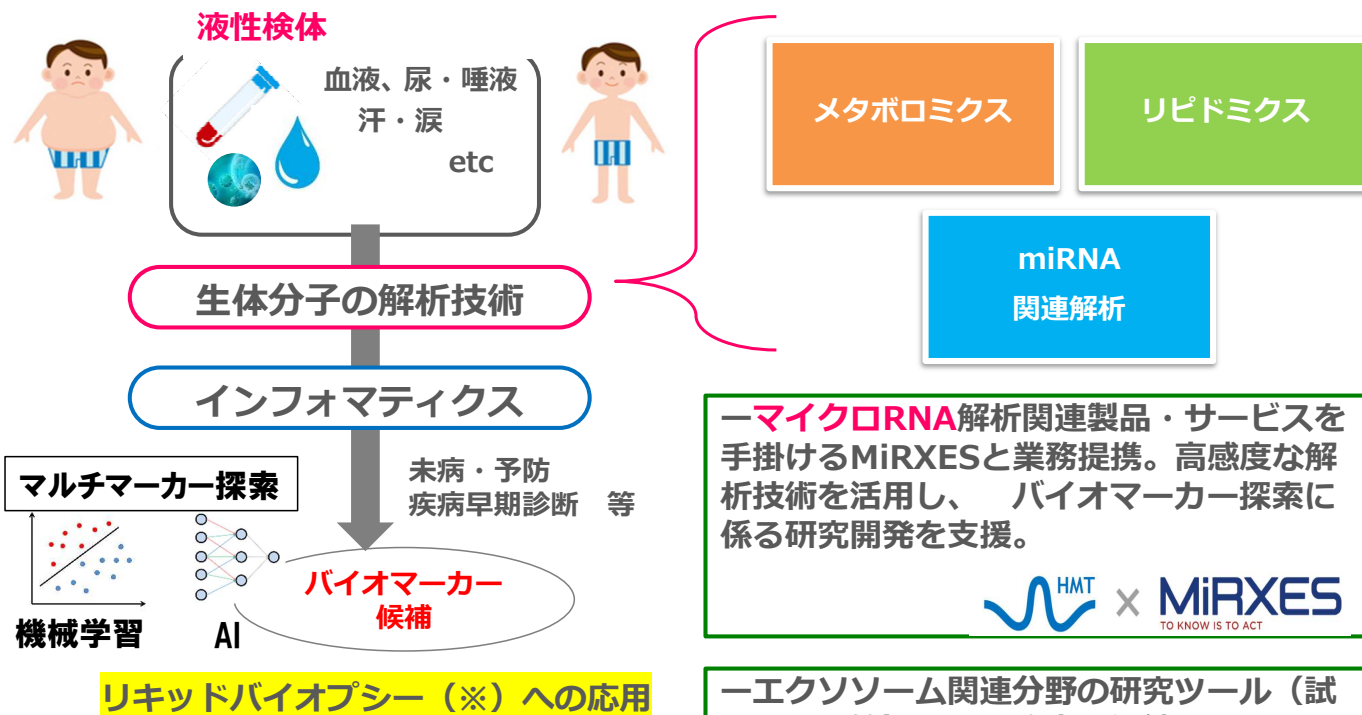 液性検体
血液、尿・唾液
汗・涙
etc
生体分子の解析技術
インフォマティクス
未病・予防
疾病早期診断　等
マルチマーカー探索
機械学習
AI
バイオマーカー
候補
リキッドバイオプシー（※）への応用
メタボロミクス
リピドミクス
miRNA
関連解析
ーマイクロRNA解析関連製品・サービスを
手掛けるMiRXESと業務提携。高感度な解
析技術を活用し、　バイオマーカー探索に
係る研究開発を支援。
HMT × MiRXES
TO KNOW IS TO ACT
ーエクソソーム関連分野の研究ツール（試